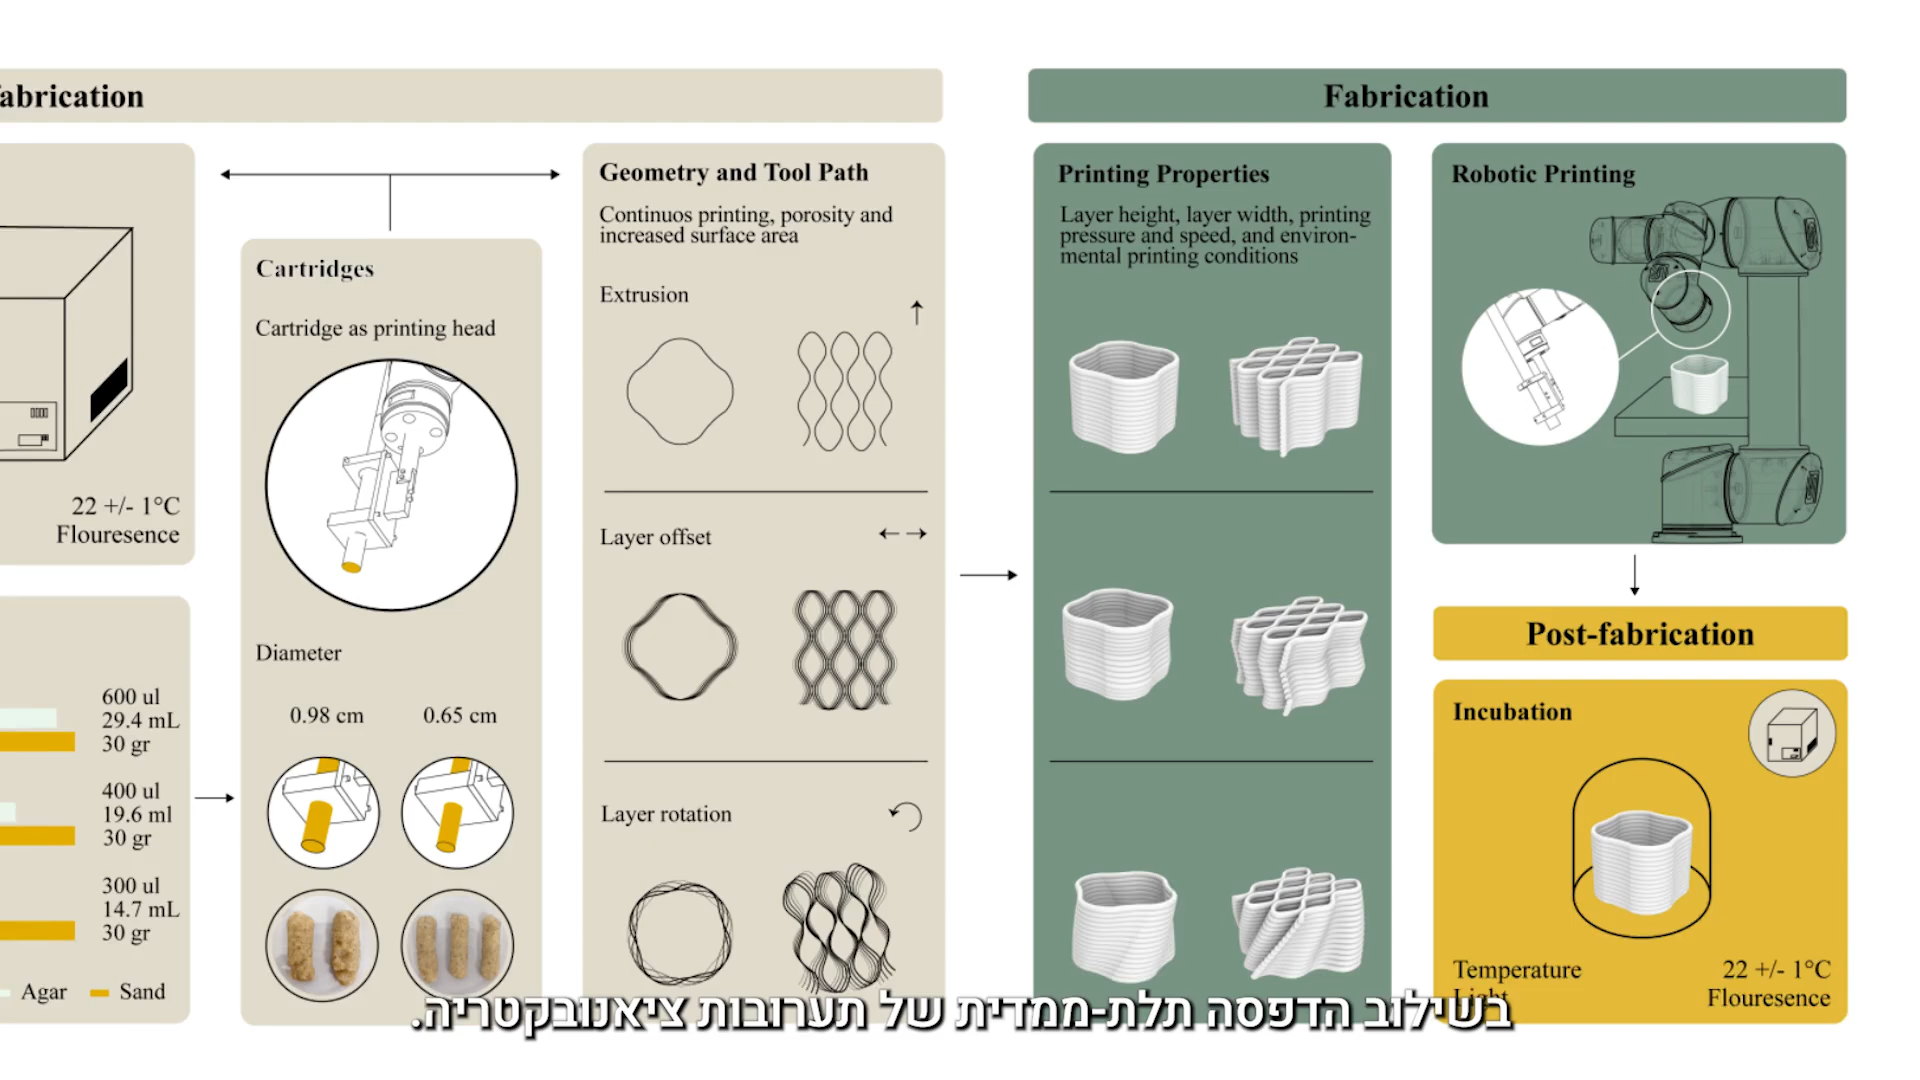 abrication
22 +/- 1°C
Flouresence
600 ul
29.4 mL
30 gr
400 ul
19.6 ml
30 gr
300 ul
14.7 mL
30 gr
Agar
Sand
Cartridges
Cartridge as printing head
Diameter
0.98 cm
0.65 cm
Geometry and Tool Path
Continuos printing, porosity and
increased surface area
Extrusion
Layer offset
Layer rotation
Fabrication
Printing Properties
Layer height, layer width, printing
pressure and speed, and environ-
mental printing conditions
Robotic Printing
Post-fabrication
Incubation
Temperature
22 +/- 1°C
Light
Flouresence
בשילוב הדפסה תלת-ממדית של תערובות ציאנובקטריה.